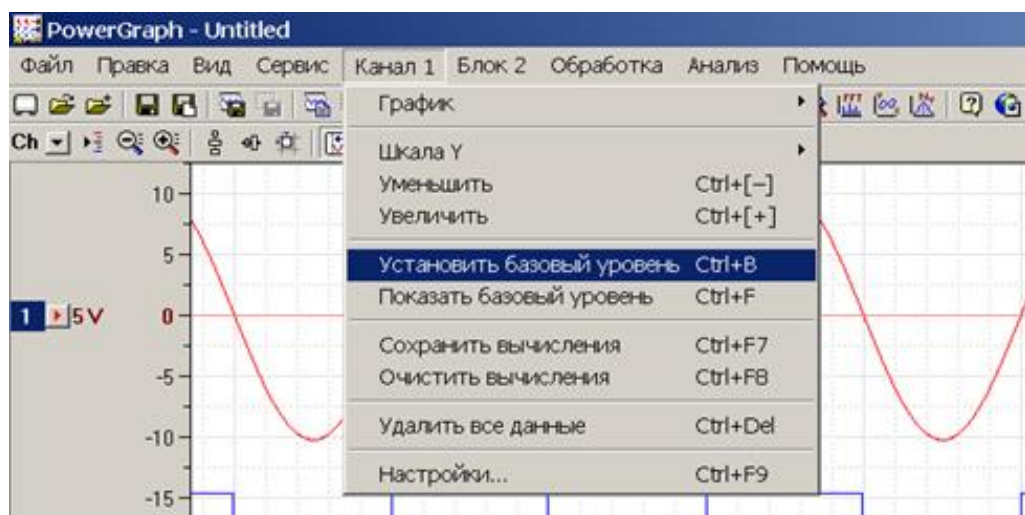 PowerGraph - Untitled
Файл Правка Вид Сервис Канал 1 Блок 2 Обработка Анализ Помощь
График
Ch
Шкала Y
Уменьшить Ctrl+[−]
10
Увеличить Ctrl+[+]
5
Установить базовый уровень Ctrl+B
Показать базовый уровень Ctrl+F
1 5 V 0
Сохранить вычисления Ctrl+F7
-5
Очистить вычисления Ctrl+F8
Удалить все данные Ctrl+Del
-10
Настройки... Ctrl+F9
-15